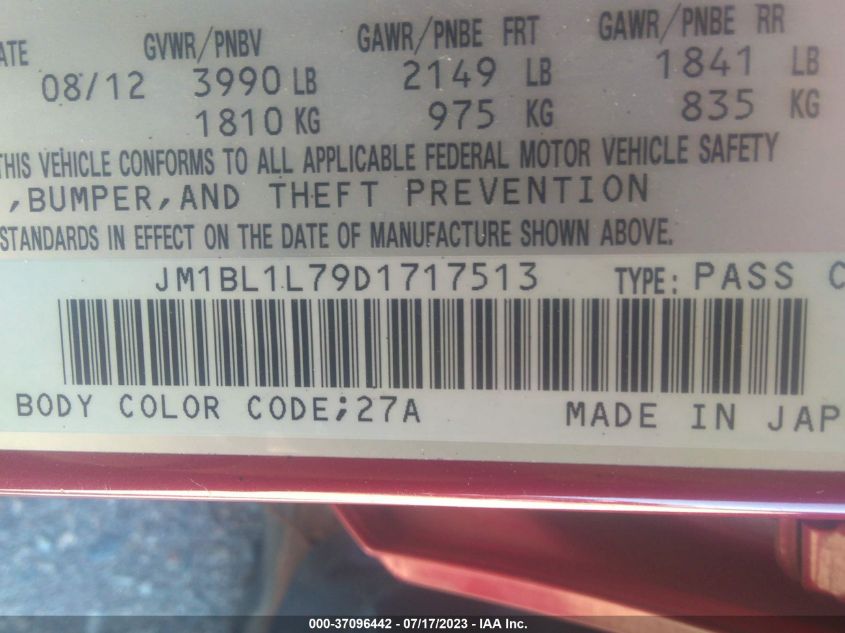 ATE GVWR/PNBV GAWR/PNBE FRT GAWR/PNBE RR
08/12 3990 LB 2149 LB 1841 LB
1810 KG 975 KG 835 KG
THIS VEHICLE CONFORMS TO ALL APPLICABLE FEDERAL MOTOR VEHICLE SAFETY
,BUMPER,AND THEFT PREVENTION
STANDARDS IN EFFECT ON THE DATE OF MANUFACTURE SHOWN ABOVE.
JM1BL1L79D1717513 TYPE: PASS C
BODY COLOR CODE;27A MADE IN JAP
000-37096442 - 07/17/2023 - IAA Inc.